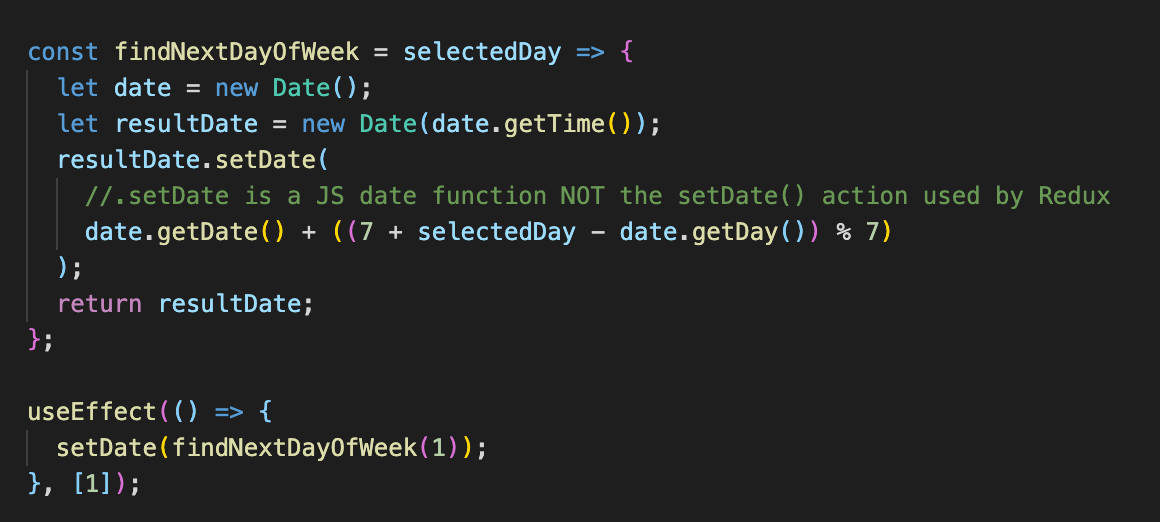 const findNextDayOfWeek = selectedDay => {
  let date = new Date();
  let resultDate = new Date(date.getTime());
  resultDate.setDate(
    //.setDate is a JS date function NOT the setDate() action used by Redux
    date.getDate() + ((7 + selectedDay - date.getDay()) % 7)
  );
  return resultDate;
};

useEffect(() => {
  setDate(findNextDayOfWeek(1));
}, [1]);